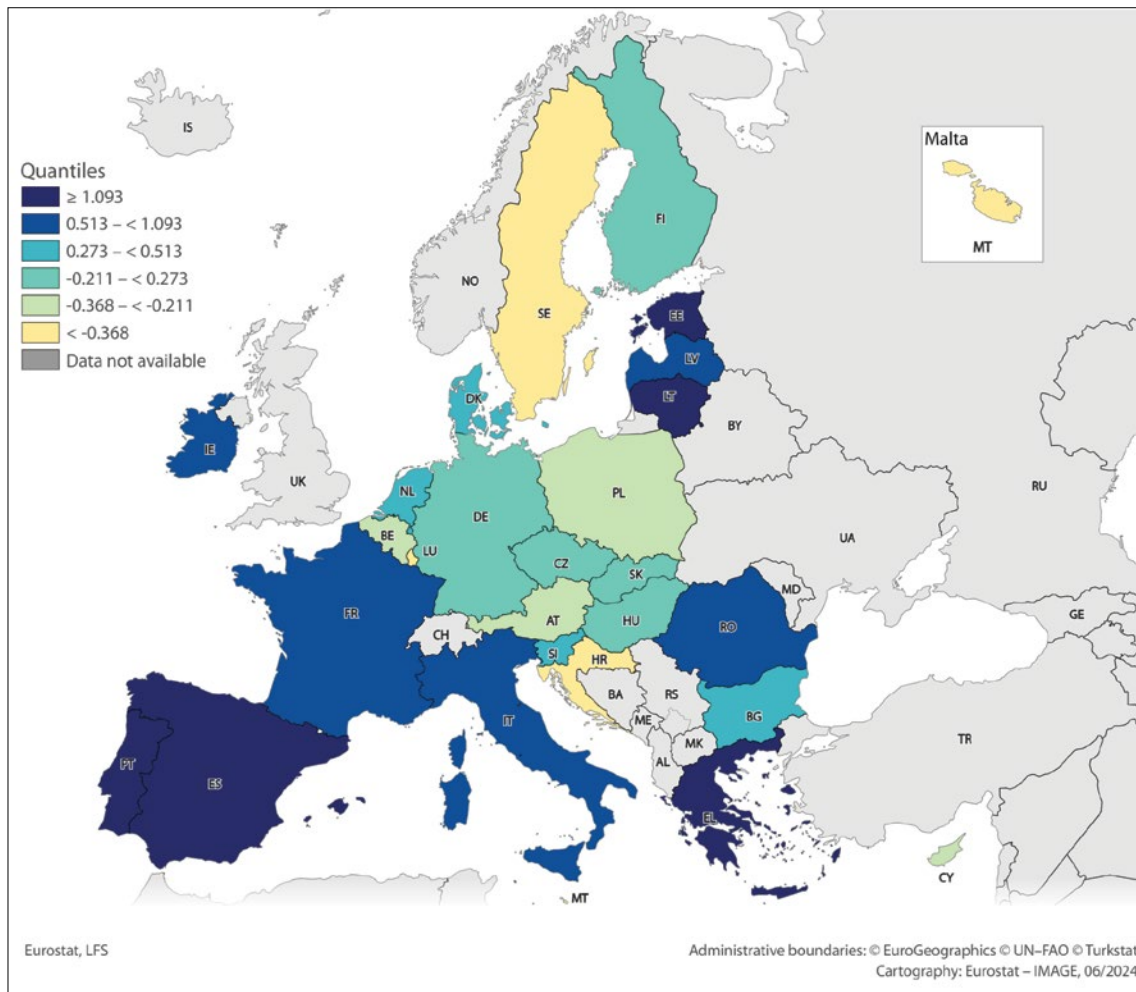 IS
Malta
MT
Quantiles
≥ 1.093
0.513 – < 1.093
0.273 – < 0.513
-0.211 – < 0.273
-0.368 – < -0.211
< -0.368
Data not available
FI
NO
SE
EE
LV
LT
DK
IE
UK
BY
RU
NL
PL
DE
BE
LU
UA
CZ
SK
MD
FR
AT
HU
CH
RO
GE
SI
HR
BA
RS
IT
BG
ME
MK
AL
TR
PT
ES
EL
CY
MT
Eurostat, LFS
Administrative boundaries: © EuroGeographics © UN–FAO © Turkstat
Cartography: Eurostat – IMAGE, 06/2024